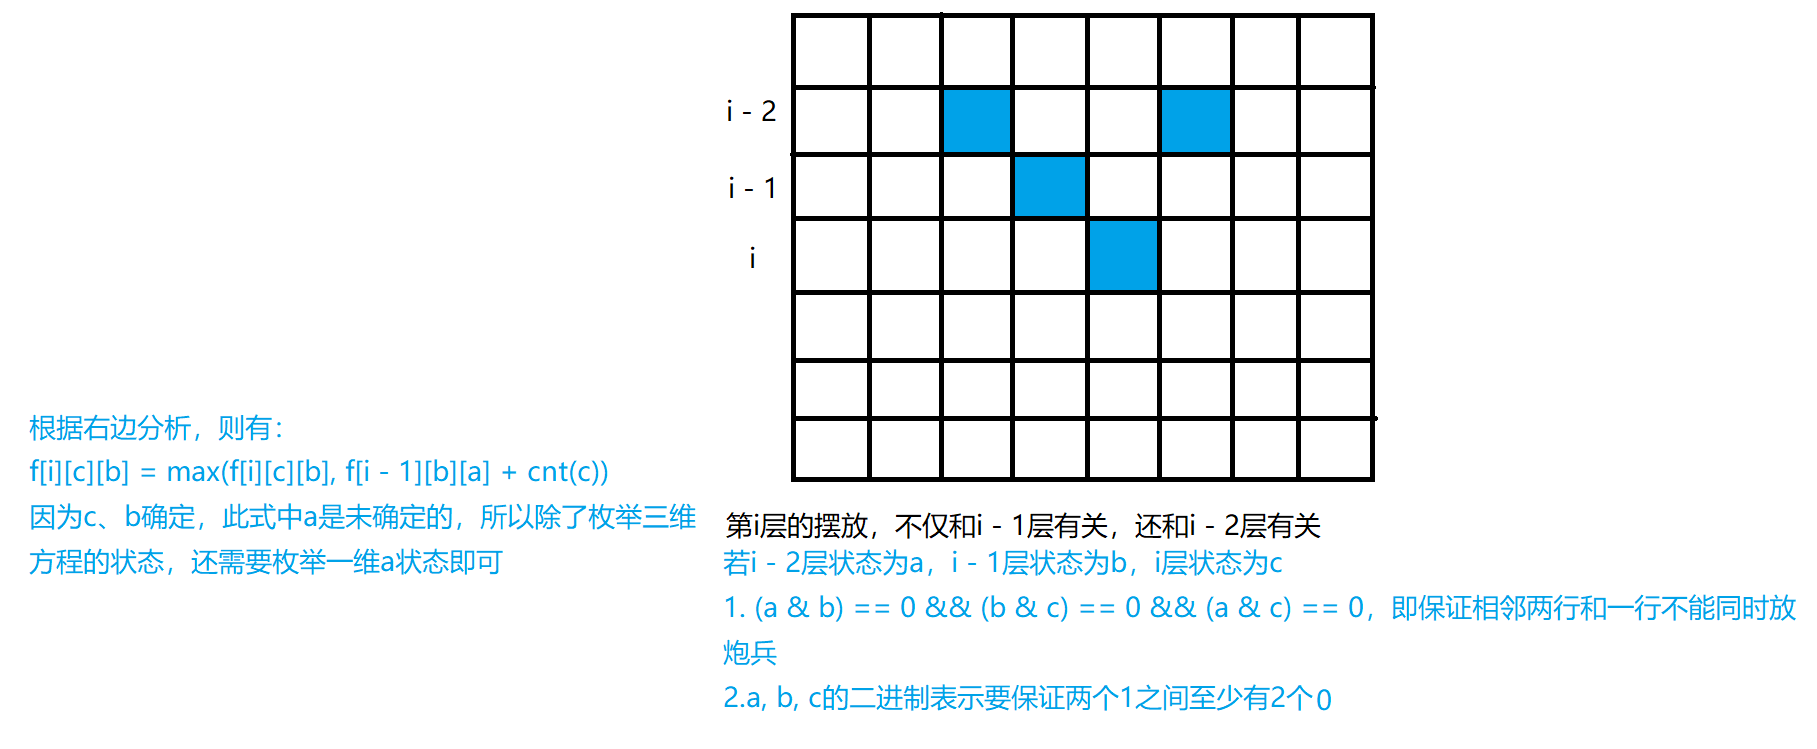 i - 2
i - 1
i
根据右边分析，则有：
f[i][c][b] = max(f[i][c][b], f[i - 1][b][a] + cnt(c))
因为c、b确定，此式中a是未确定的，所以除了枚举三维
方程的状态，还需要枚举一维a状态即可
第i层的摆放，不仅和i - 1层有关，还和i - 2层有关
若i - 2层状态为a，i - 1层状态为b，i层状态为c
1. (a & b) == 0 && (b & c) == 0 && (a & c) == 0，即保证相邻两行和一行不能同时放
炮兵
2.a, b, c的二进制表示要保证两个1之间至少有2个0